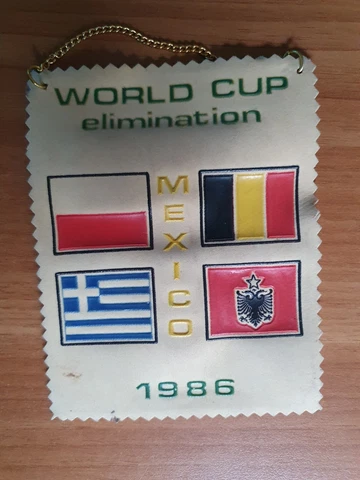 WORLD CUP
elimination
MEXICO
1986